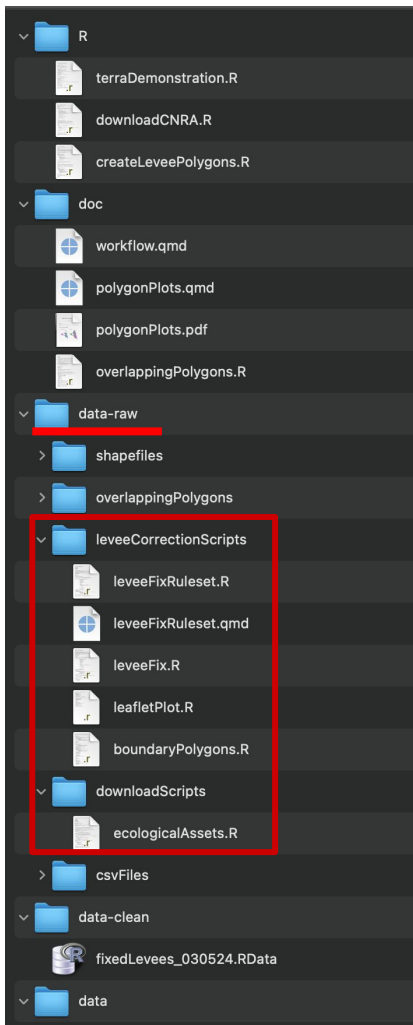 R
terraDemonstration.R
downloadCNRA.R
createLeveePolygons.R
doc
workflow.qmd
polygonPlots.qmd
polygonPlots.pdf
overlappingPolygons.R
data-raw
shapefiles
overlappingPolygons
leveeCorrectionScripts
leveeFixRuleset.R
leveeFixRuleset.qmd
leveeFix.R
leafletPlot.R
boundaryPolygons.R
downloadScripts
ecologicalAssets.R
csvFiles
data-clean
fixedLevees_030524.RData
data